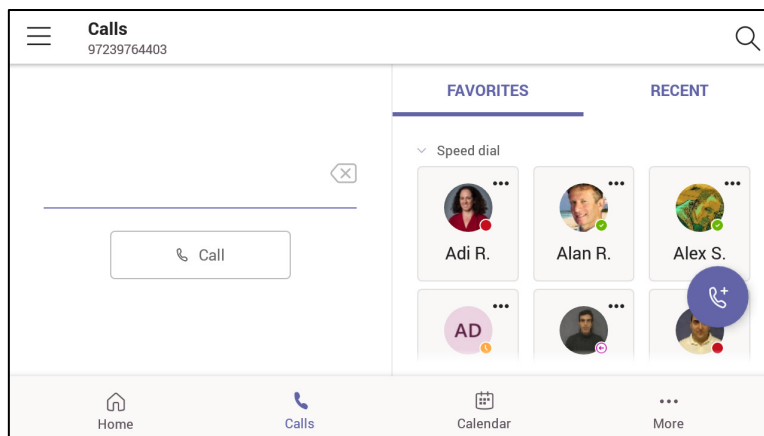 Calls
97239764403
FAVORITES
RECENT
Speed dial
Call
Adi R.
Alan R.
Alex S.
AD
Home
Calls
Calendar
More